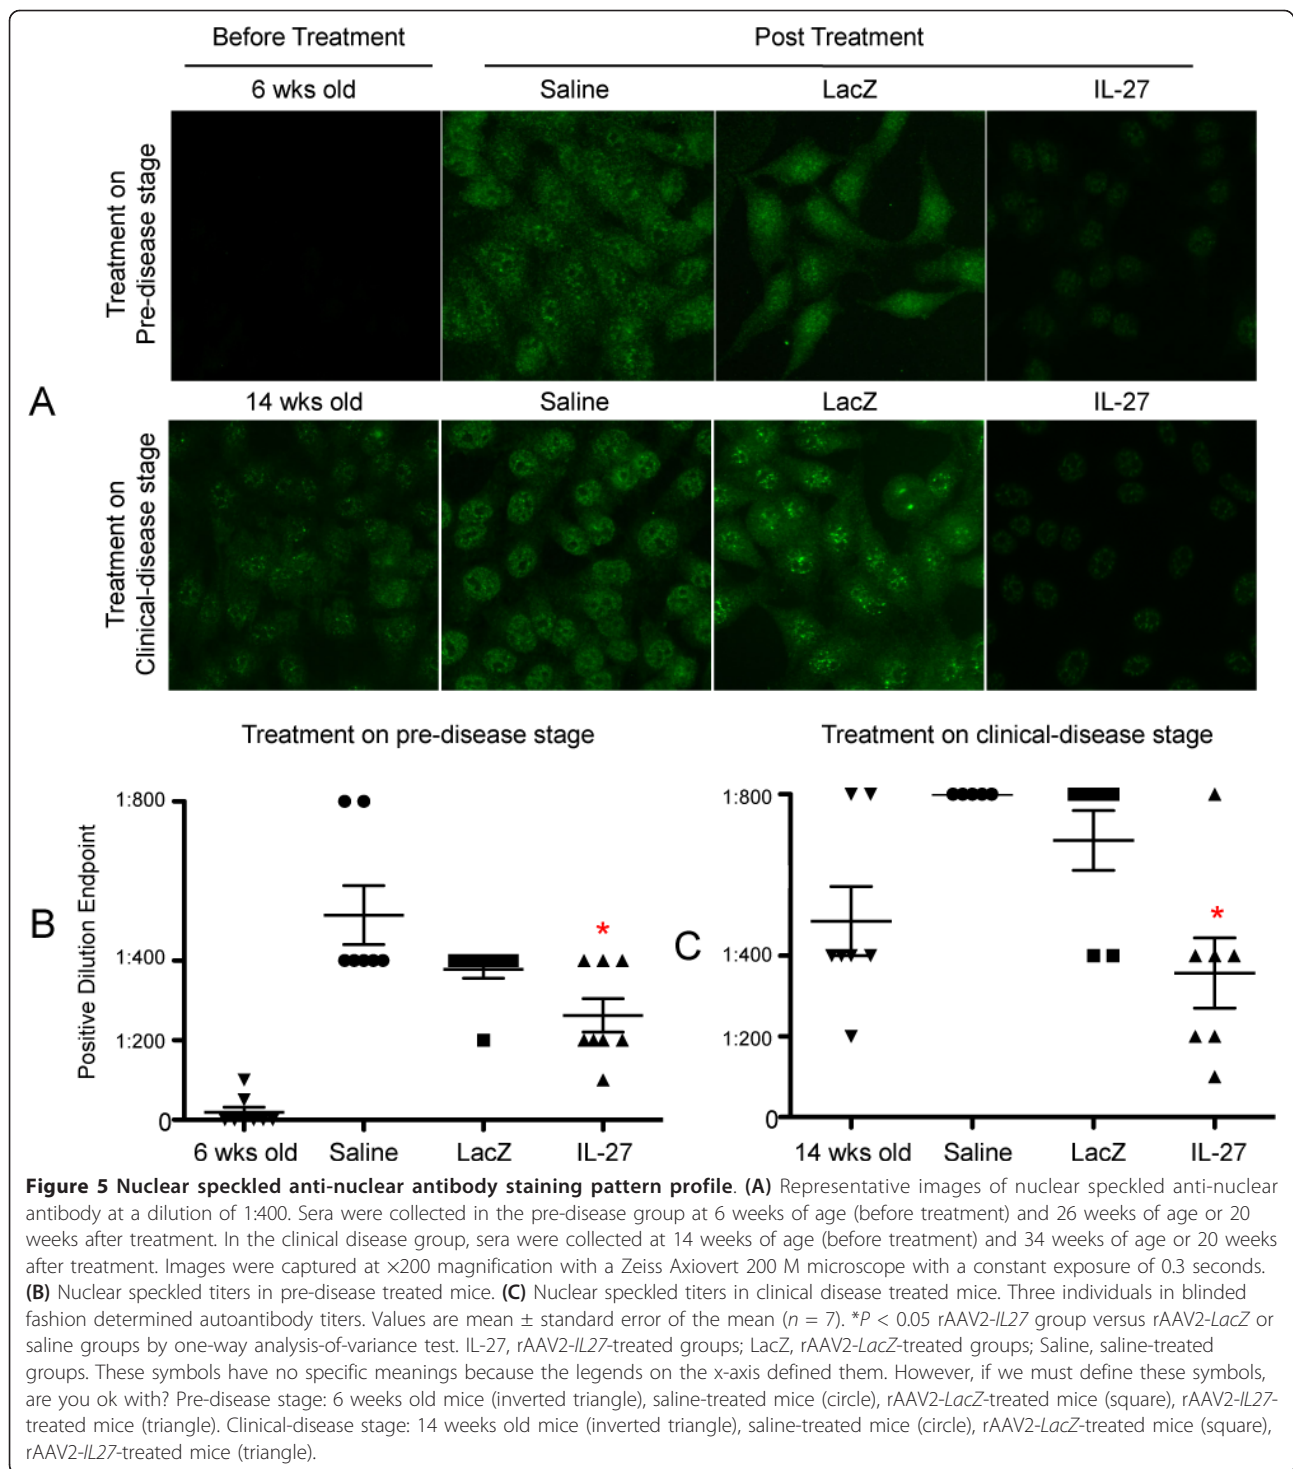 Before Treatment
Post Treatment
6 wks old
Saline
LacZ
IL-27
Treatment on
Pre-disease stage
A
14 wks old
Saline
LacZ
IL-27
Treatment on
Clinical-disease stage
Treatment on pre-disease stage
B
Positive Dilution Endpoint
1:800
1:400
1:200
0
*
6 wks old
Saline
LacZ
IL-27
Treatment on clinical-disease stage
C
1:800
1:400
1:200
0
*
14 wks old
Saline
LacZ
IL-27
Figure 5 Nuclear speckled anti-nuclear antibody staining pattern profile. (A) Representative images of nuclear speckled anti-nuclear
antibody at a dilution of 1:400. Sera were collected in the pre-disease group at 6 weeks of age (before treatment) and 26 weeks of age or 20
weeks after treatment. In the clinical disease group, sera were collected at 14 weeks of age (before treatment) and 34 weeks of age or 20 weeks
after treatment. Images were captured at ×200 magnification with a Zeiss Axiovert 200 M microscope with a constant exposure of 0.3 seconds.
(B) Nuclear speckled titers in pre-disease treated mice. (C) Nuclear speckled titers in clinical disease treated mice. Three individuals in blinded
fashion determined autoantibody titers. Values are mean ± standard error of the mean (n = 7). *P < 0.05 rAAV2-IL27 group versus rAAV2-LacZ or
saline groups by one-way analysis-of-variance test. IL-27, rAAV2-IL27-treated groups; LacZ, rAAV2-LacZ-treated groups; Saline, saline-treated
groups. These symbols have no specific meanings because the legends on the x-axis defined them. However, if we must define these symbols,
are you ok with? Pre-disease stage: 6 weeks old mice (inverted triangle), saline-treated mice (circle), rAAV2-LacZ-treated mice (square), rAAV2-IL27-
treated mice (triangle). Clinical-disease stage: 14 weeks old mice (inverted triangle), saline-treated mice (circle), rAAV2-LacZ-treated mice (square),
rAAV2-IL27-treated mice (triangle).